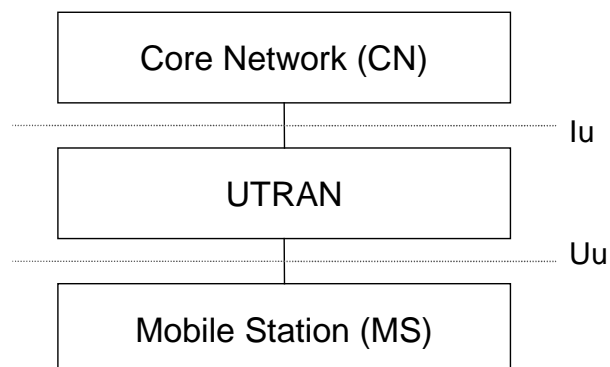 Core Network (CN)
Iu
UTRAN
Uu
Mobile Station (MS)